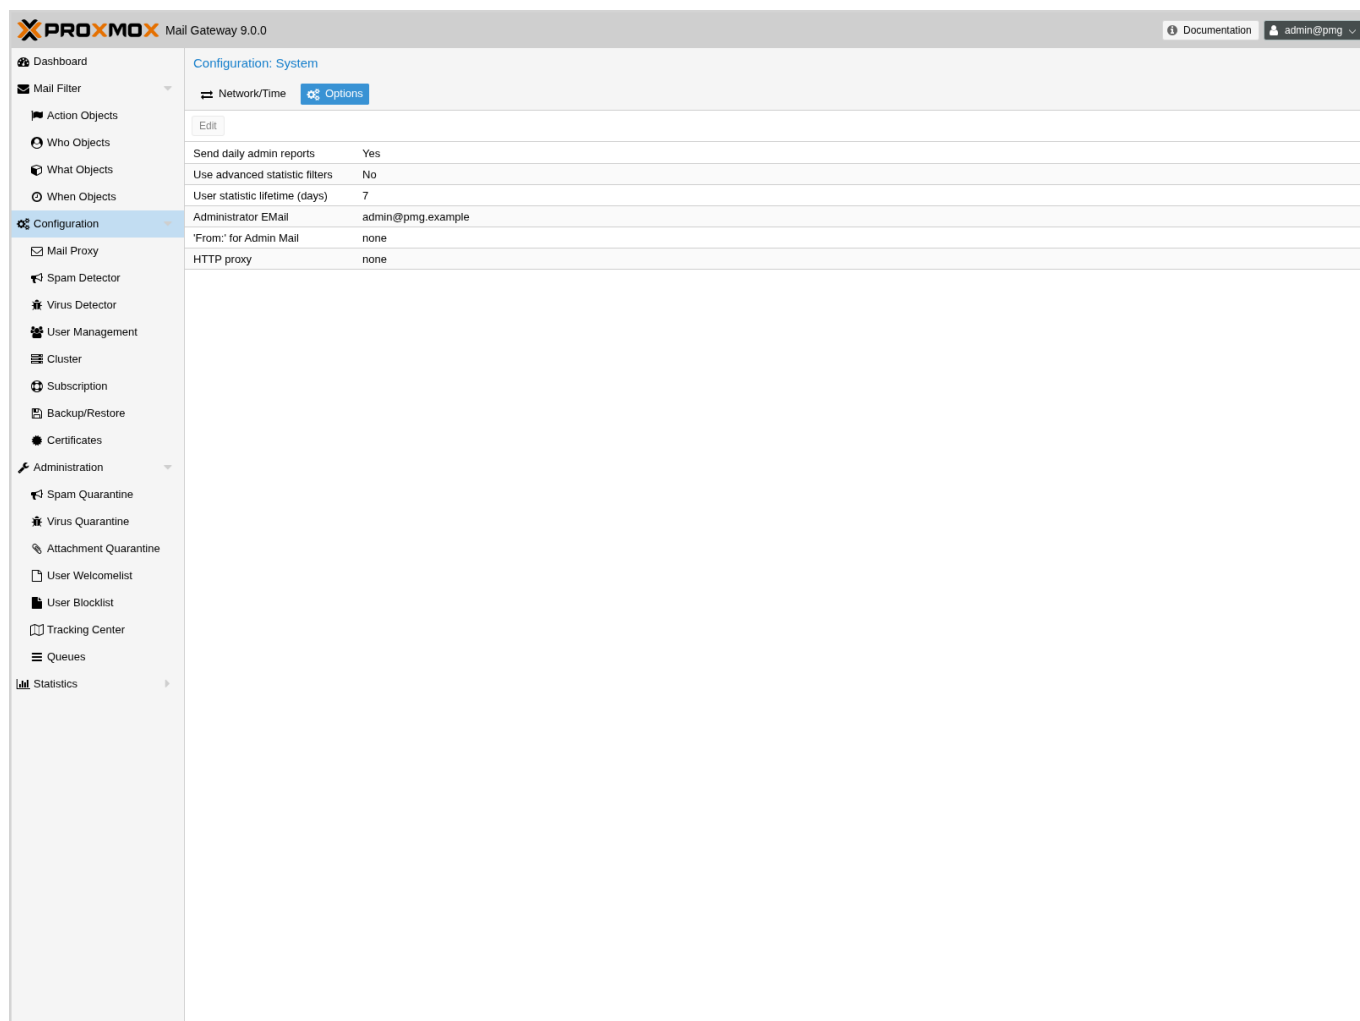 PROXMOX Mail Gateway 9.0.0
Documentation
admin@pmg
Dashboard
Mail Filter
Action Objects
Who Objects
What Objects
When Objects
Configuration
Mail Proxy
Spam Detector
Virus Detector
User Management
Cluster
Subscription
Backup/Restore
Certificates
Administration
Spam Quarantine
Virus Quarantine
Attachment Quarantine
User Welcomelist
User Blocklist
Tracking Center
Queues
Statistics
Configuration: System
Network/Time
Options
Edit
Send daily admin reports Yes
Use advanced statistic filters No
User statistic lifetime (days) 7
Administrator EMail admin@pmg.example
'From:' for Admin Mail none
HTTP proxy none